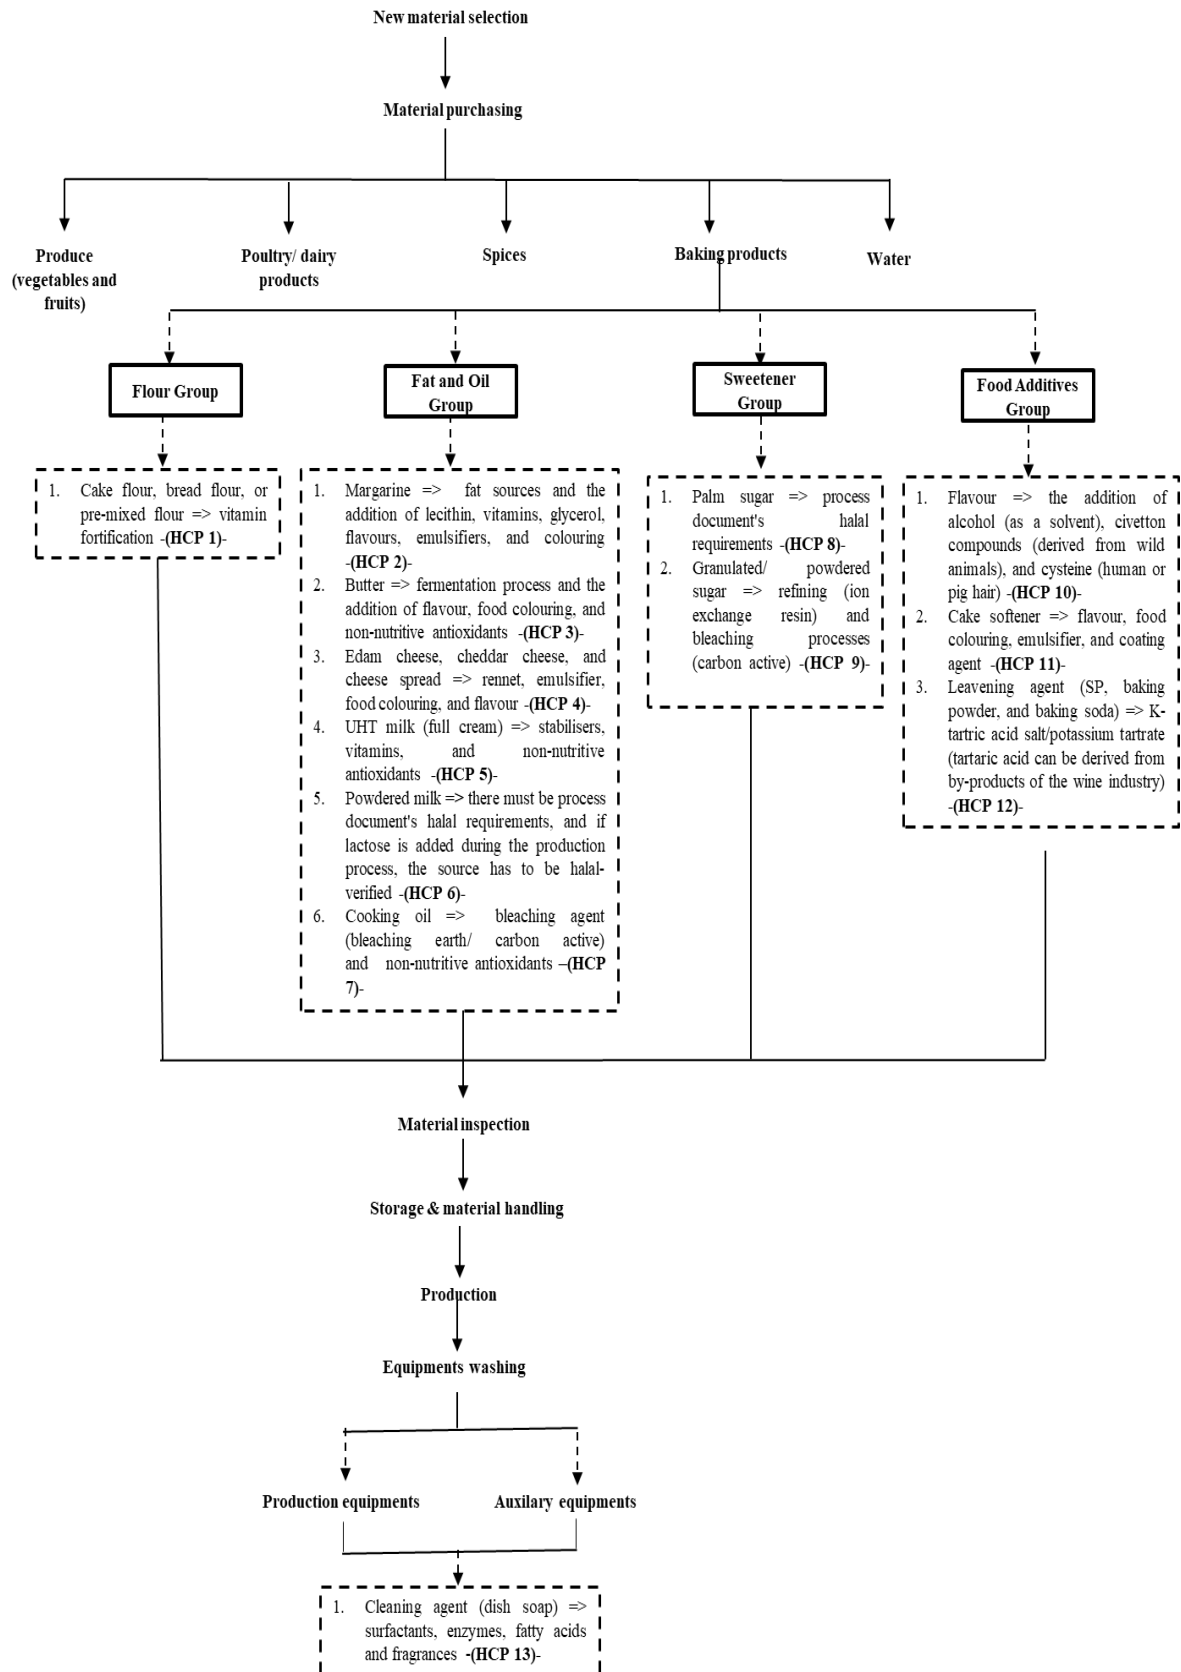 New material selection
Material purchasing
Produce
(vegetables and
fruits)
Poultry/ dairy
products
Spices
Baking products
Water
Flour Group
Fat and Oil
Group
Sweetener
Group
Food Additives
Group
1. Cake flour, bread flour, or
pre-mixed flour => vitamin
fortification -(HCP 1)-
1. Margarine => fat sources and the
addition of lecithin, vitamins, glycerol,
flavours, emulsifiers, and colouring
-(HCP 2)-
2. Butter => fermentation process and the
addition of flavour, food colouring, and
non-nutritive antioxidants -(HCP 3)-
3. Edam cheese, cheddar cheese, and
cheese spread => rennet, emulsifier,
food colouring, and flavour -(HCP 4)-
4. UHT milk (full cream) => stabilisers,
vitamins, and non-nutritive
antioxidants -(HCP 5)-
5. Powdered milk => there must be process
document's halal requirements, and if
lactose is added during the production
process, the source has to be halal-
verified -(HCP 6)-
6. Cooking oil => bleaching agent
(bleaching earth/ carbon active)
and non-nutritive antioxidants –(HCP
7)-
1. Palm sugar => process
document's halal
requirements -(HCP 8)-
2. Granulated/ powdered
sugar => refining (ion
exchange resin) and
bleaching processes
(carbon active) -(HCP 9)-
1. Flavour => the addition of
alcohol (as a solvent), civetton
compounds (derived from wild
animals), and cysteine (human or
pig hair) -(HCP 10)-
2. Cake softener => flavour, food
colouring, emulsifier, and coating
agent -(HCP 11)-
3. Leavening agent (SP, baking
powder, and baking soda) => K-
tartric acid salt/potassium tartrate
(tartaric acid can be derived from
by-products of the wine industry)
-(HCP 12)-
Material inspection
Storage & material handling
Production
Equipments washing
Production equipments
Auxilary equipments
1. Cleaning agent (dish soap) =>
surfactants, enzymes, fatty acids
and fragrances -(HCP 13)-